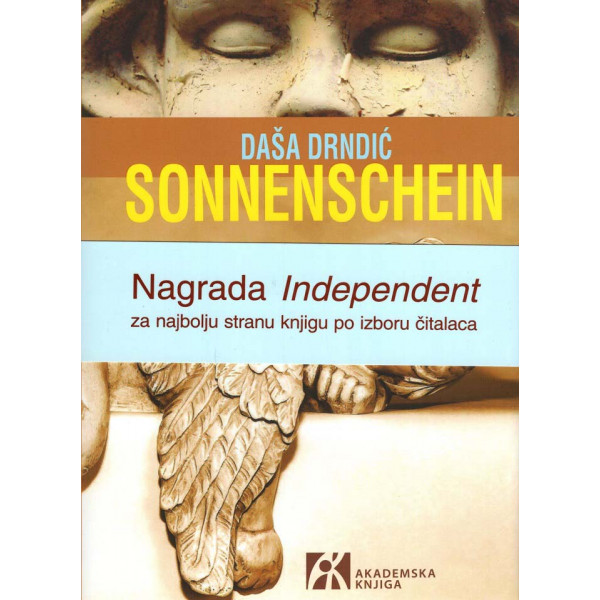 DAŠA DRNDIĆ
SONNENSCHEIN
Nagrada Independent
za najbolju stranu knjigu po izboru čitalaca
AKADEMSKA
KNJIGA